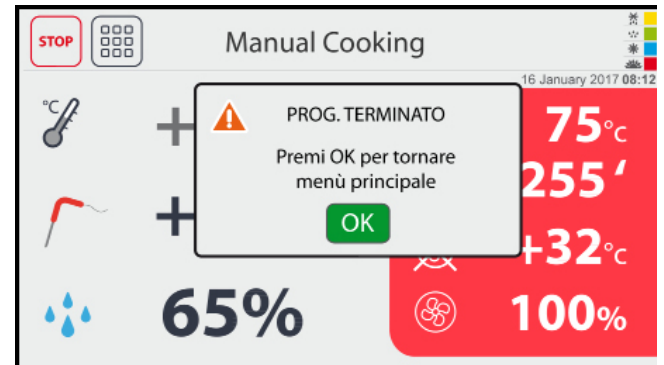 STOP
Manual Cooking
16 January 2017 08:12
°C
PROG. TERMINATO
Premi OK per tornare
menù principale
OK
+
75°c
255‘
+
+32°c
65%
100%